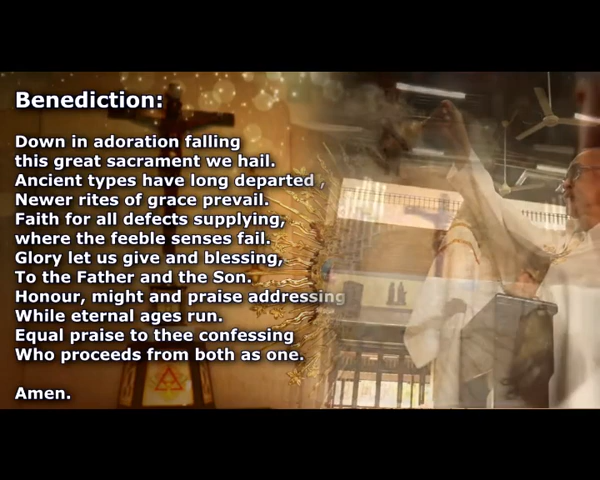 Benediction:
Down in adoration falling
this great sacrament we hail.
Ancient types have long departed ,
Newer rites of grace prevail.
Faith for all defects supplying,
where the feeble senses fail.
Glory let us give and blessing,
To the Father and the Son.
Honour, might and praise addressing
While eternal ages run.
Equal praise to thee confessing
Who proceeds from both as one.
Amen.